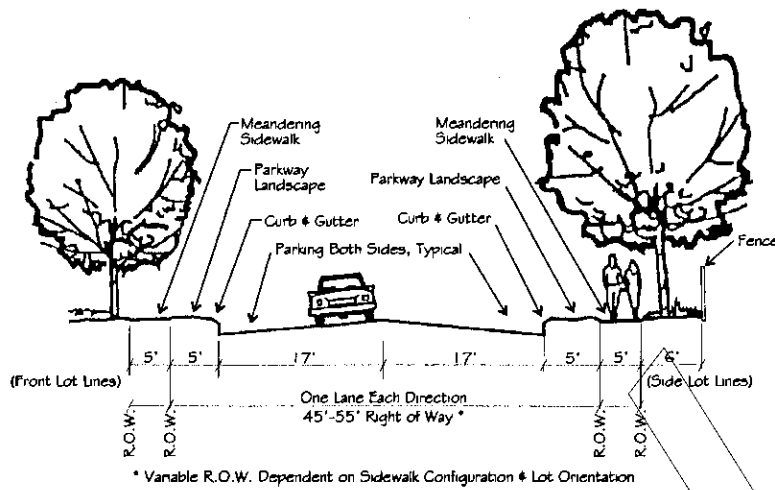 Meandering
Sidewalk
Parkway
Landscape
Curb & Gutter
Parking Both Sides, Typical
Meandering
Sidewalk
Parkway Landscape
Curb & Gutter
Fence
5' 5' 17' 17' 5' 5' 6'
(Front Lot Lines)
(Side Lot Lines)
One Lane Each Direction
45'-55' Right of Way *
R.O.W.
R.O.W.
R.O.W.
R.O.W.
* Variable R.O.W. Dependent on Sidewalk Configuration & Lot Orientation